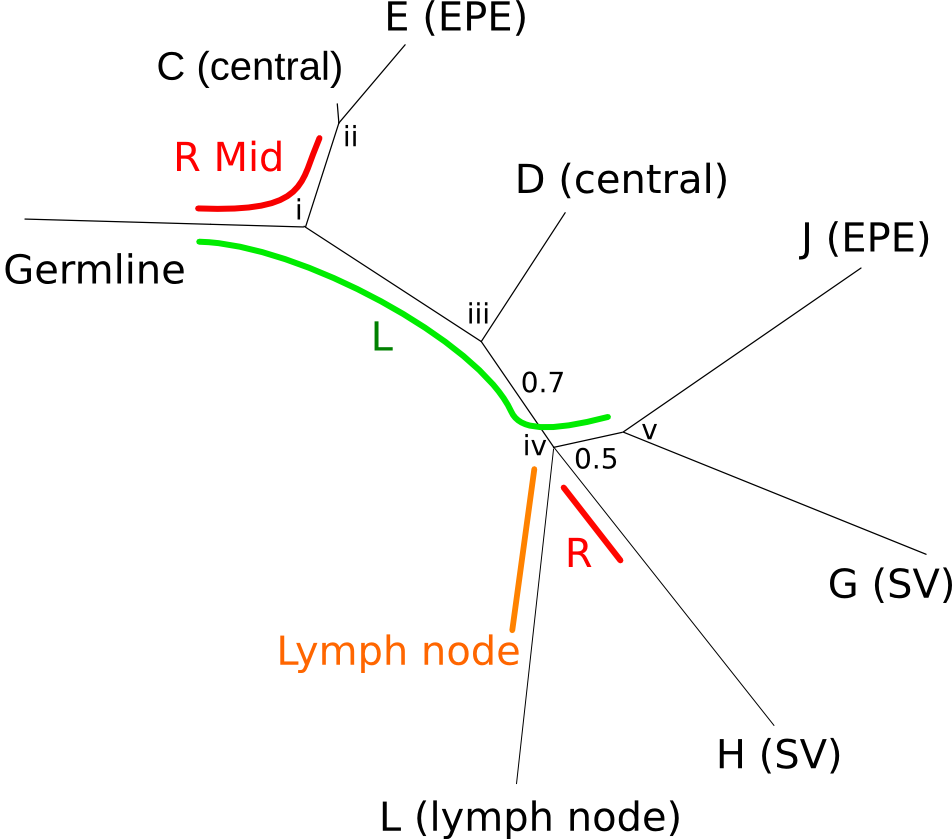 E (EPE)
C (central)
ii
R Mid
D (central)
i
J (EPE)
Germline
iii
L
0.7
v
iv
0.5
R
G (SV)
Lymph node
H (SV)
L (lymph node)